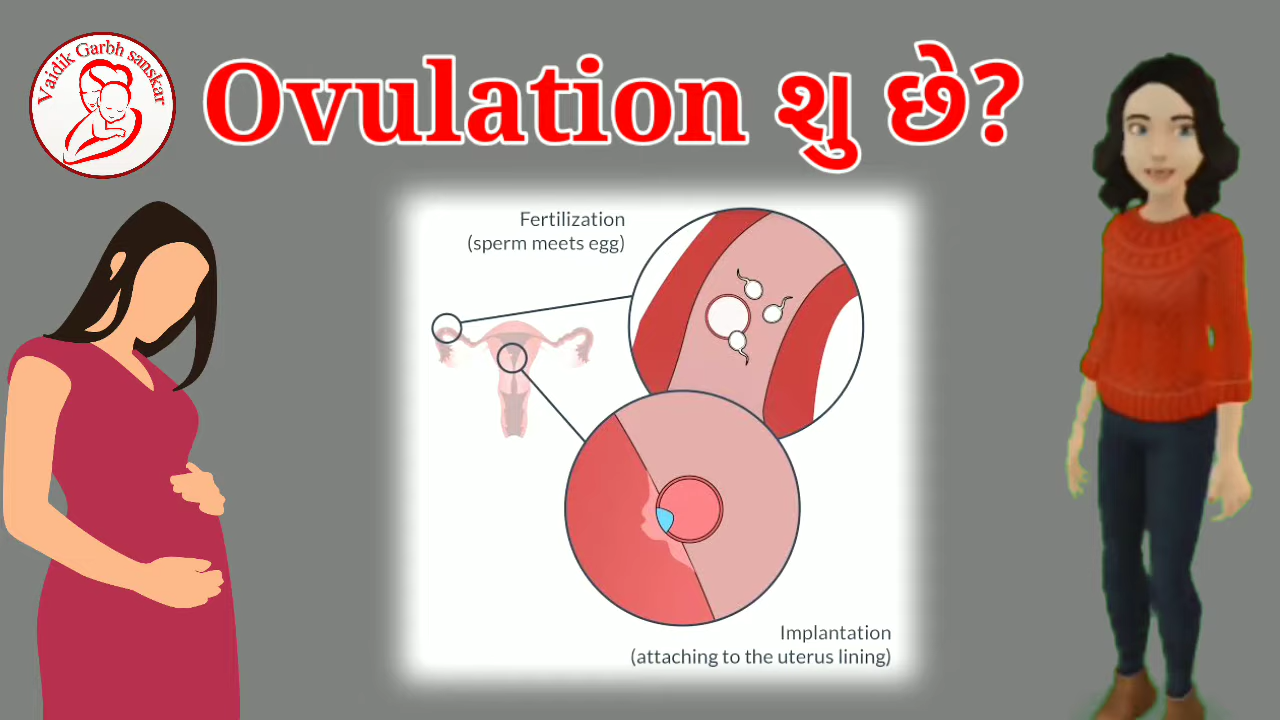 Vaidik Garbh sanskar
Ovulation શુ છે?
Fertilization
(sperm meets egg)
Implantation
(attaching to the uterus lining)